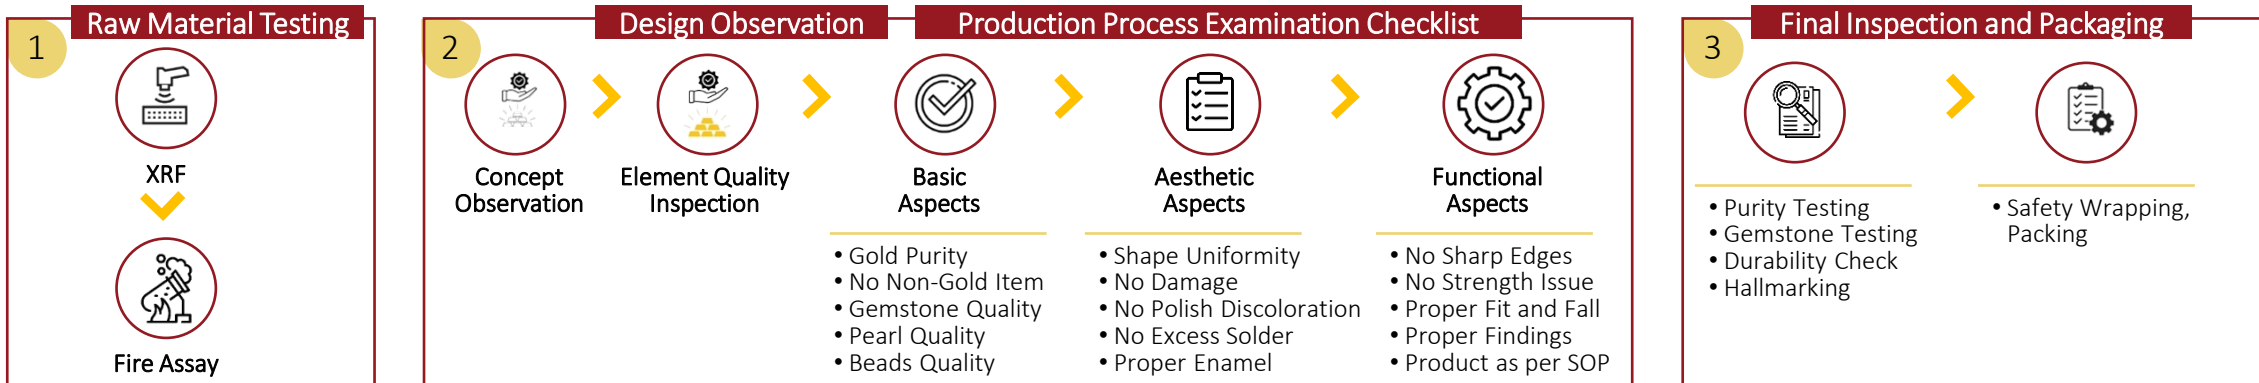 1
Raw Material Testing
XRF
Fire Assay
2
Design Observation
Production Process Examination Checklist
Concept
Observation
Element Quality
Inspection
Basic
Aspects
• Gold Purity
• No Non-Gold Item
• Gemstone Quality
• Pearl Quality
• Beads Quality
Aesthetic
Aspects
• Shape Uniformity
• No Damage
• No Polish Discoloration
• No Excess Solder
• Proper Enamel
Functional
Aspects
• No Sharp Edges
• No Strength Issue
• Proper Fit and Fall
• Proper Findings
• Product as per SOP
3
Final Inspection and Packaging
• Purity Testing
• Gemstone Testing
• Durability Check
• Hallmarking
• Safety Wrapping,
Packing